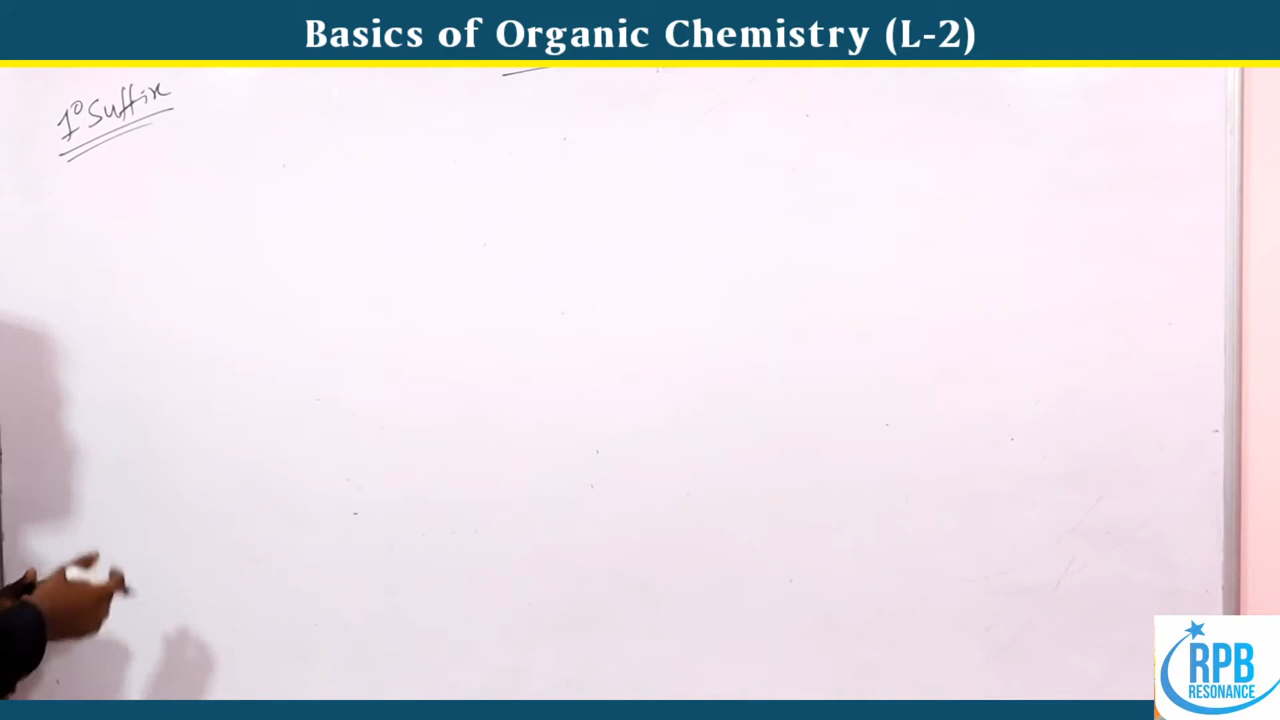 Basics of Organic Chemistry (L-2)
1° Suffix
RPB
RESONANCE